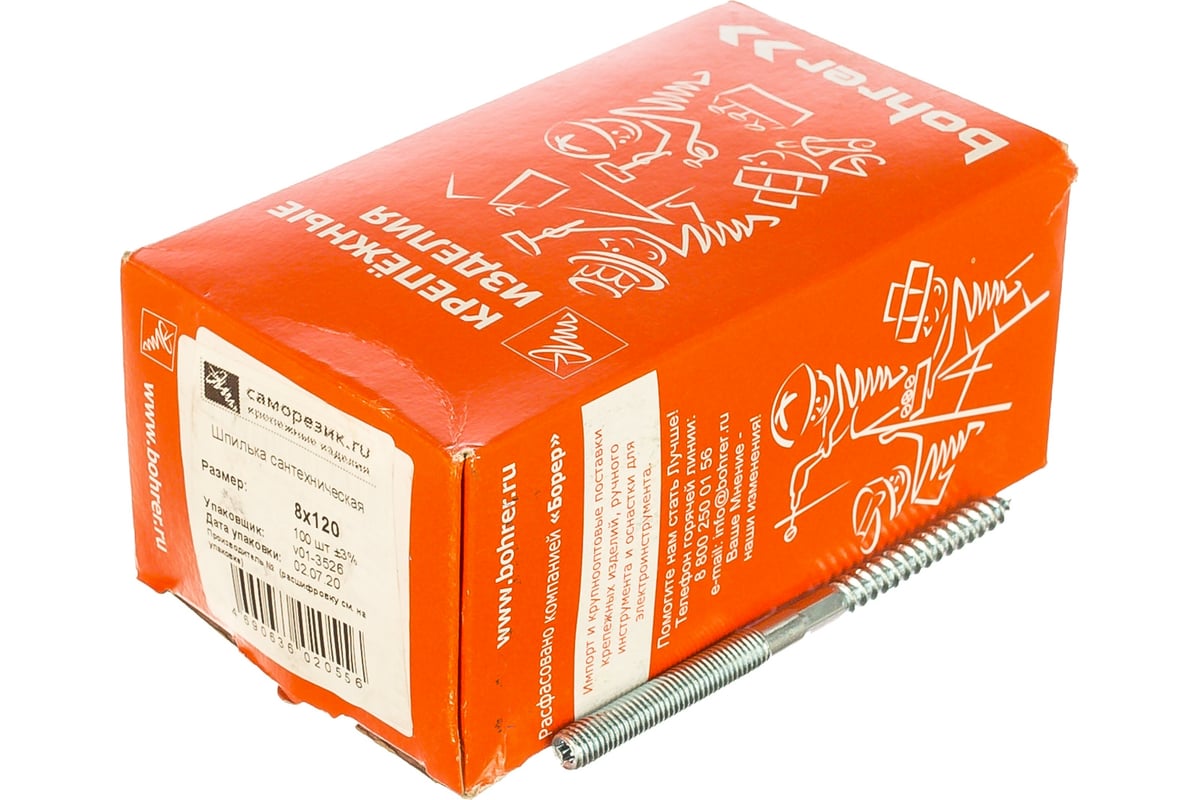 bohrer
КРЕПЁЖНЫЕ
ИЗДЕЛИЯ
www.bohrer.ru
саморезик.ru
крепежные изделия
Шпилька сантехническая
Размер:
8x120
100 шт ±3%
Упаковщик: v01-3526
Дата упаковки: 02.07.20
Производитель № (расшифровку см. на
упаковке)
4 690636 020556
www.bohrer.ru
Расфасовано компанией «Борер»
Импорт и крупнооптовые поставки
крепежных изделий, ручного
инструмента и оснастки для
электроинструмента.
Помогите нам стать Лучше!
Телефон горячей линии:
8 800 250 01 56
e-mail: info@bohrer.ru
Ваше Мнение -
наши изменения!